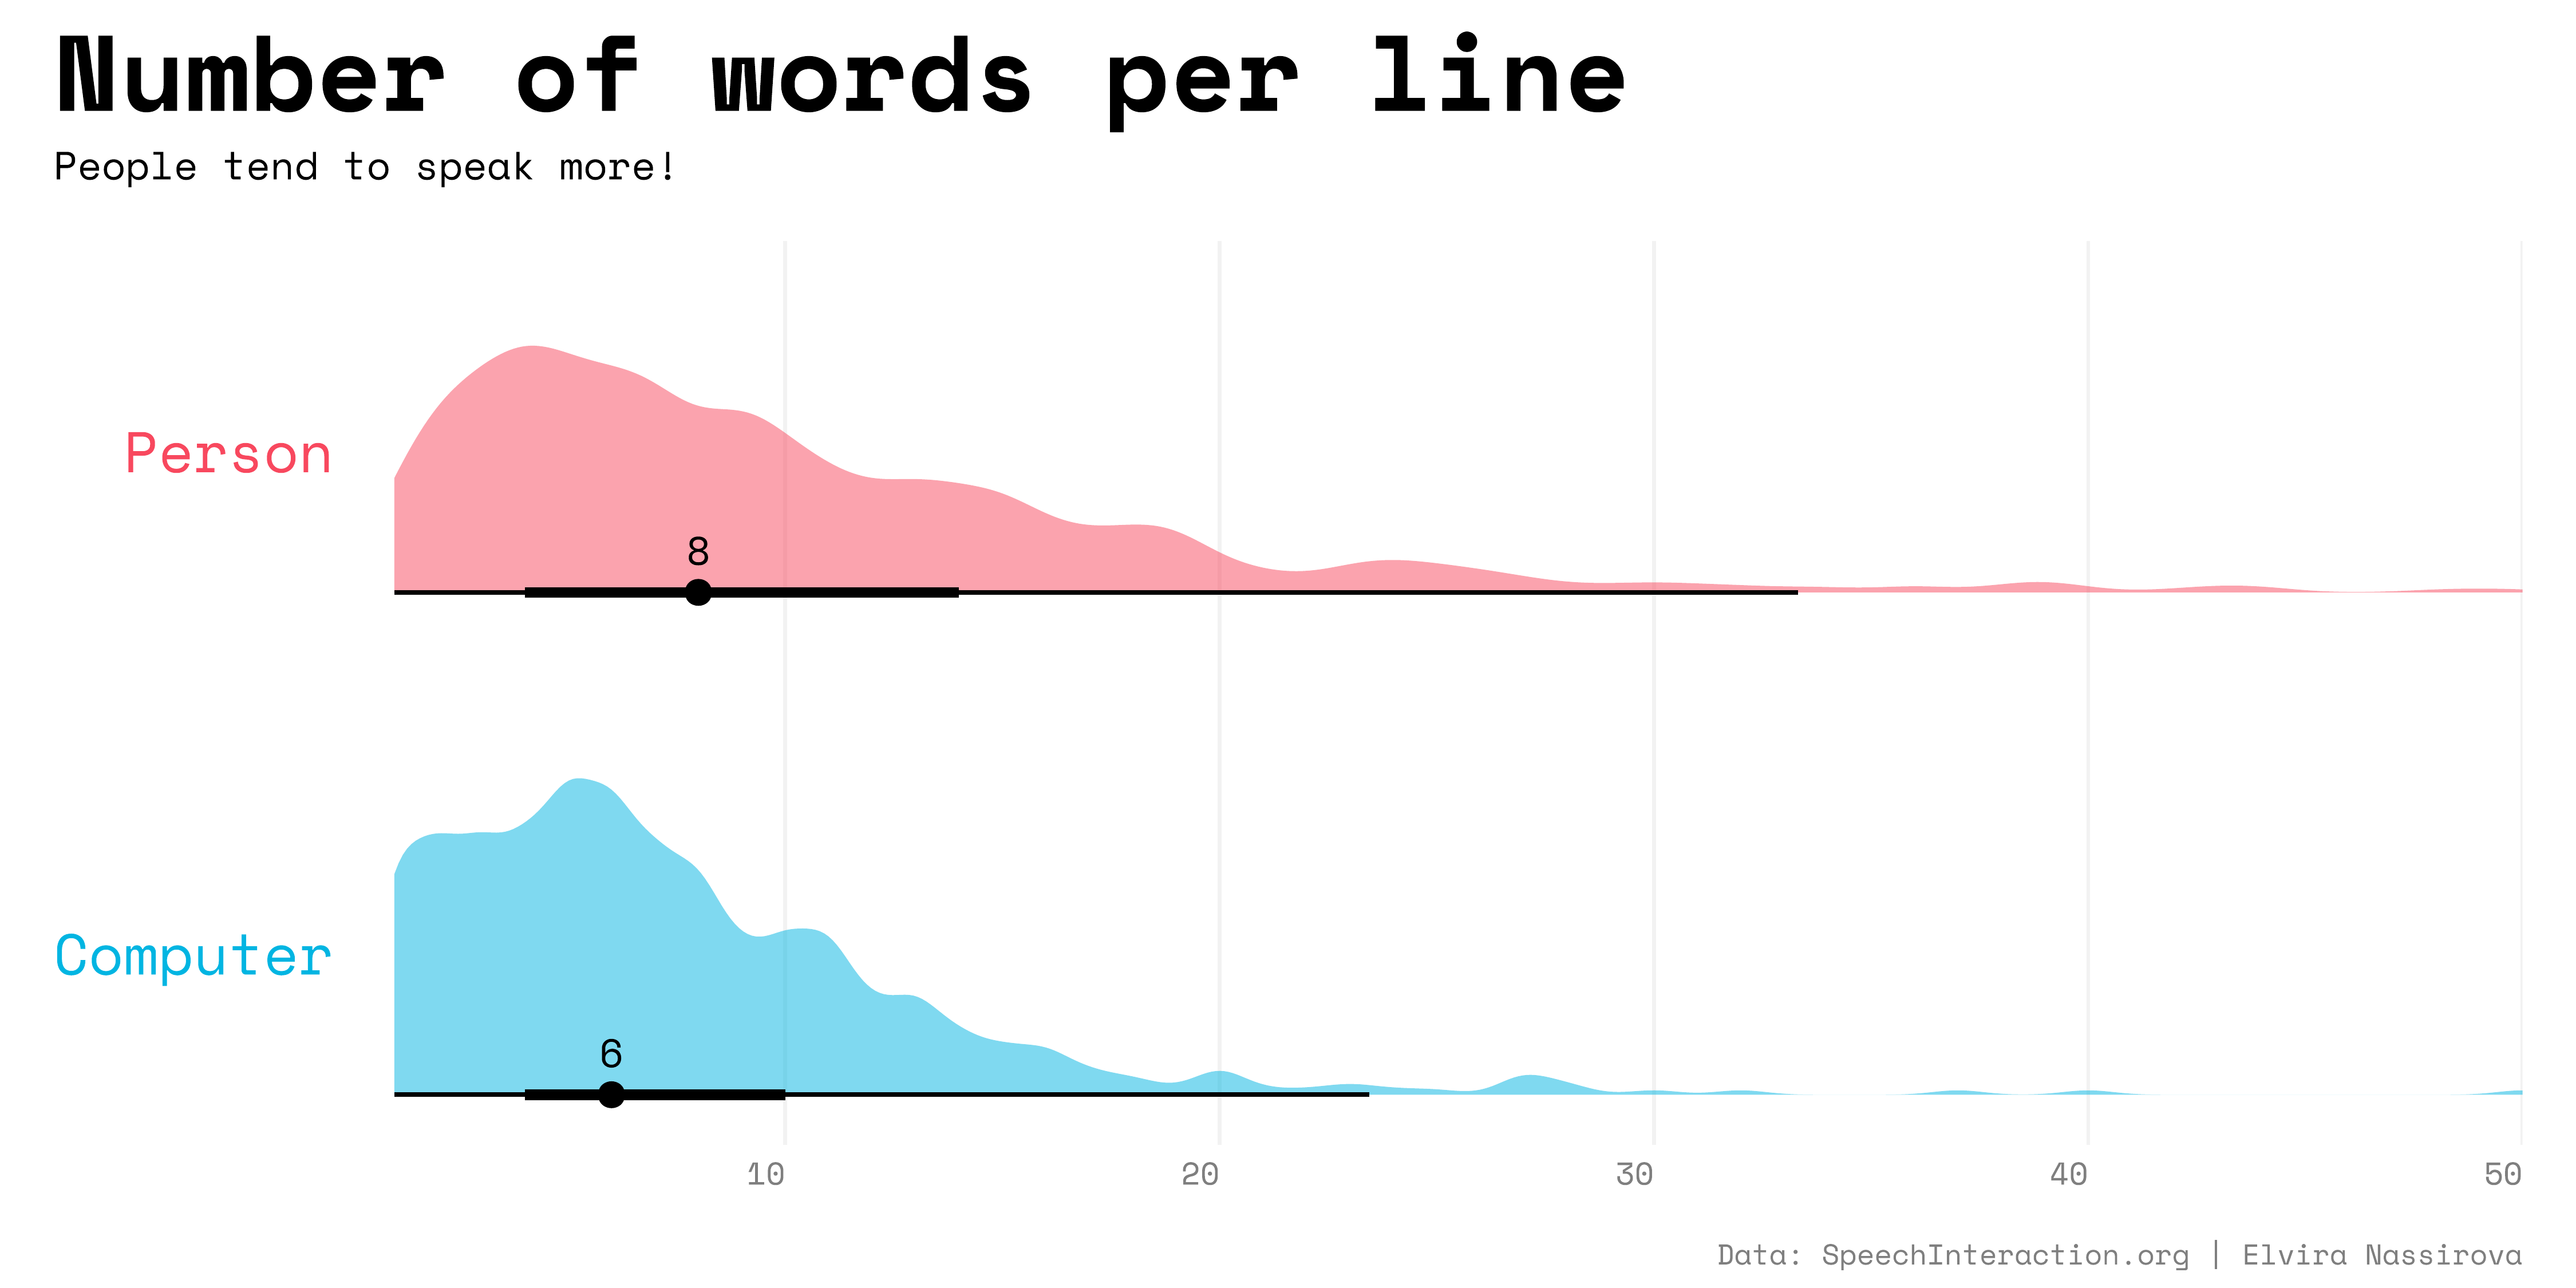 Number of words per line
People tend to speak more!
Person
8
Computer
6
10 20 30 40 50
Data: SpeechInteraction.org | Elvira Nassirova